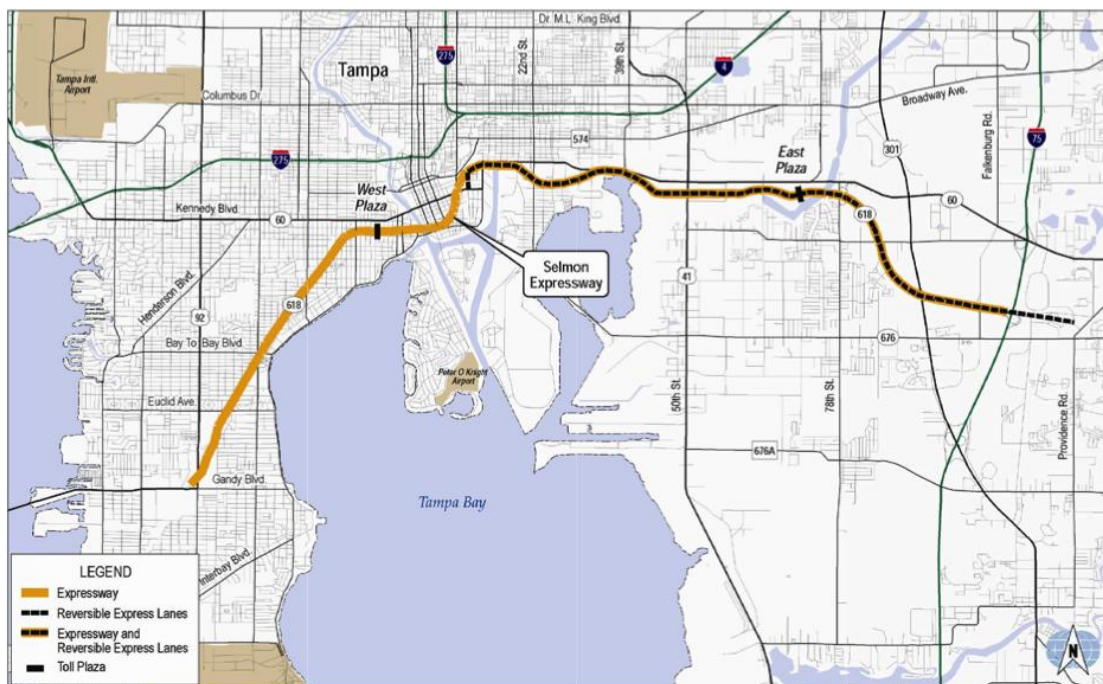 Dr. M.L. King Blvd.
Tampa Intl.
Airport
275
Tampa
22nd St.
39th St.
4
Columbus Dr.
Broadway Ave.
574
301
Falkenburg Rd.
75
275
West
Plaza
East
Plaza
Kennedy Blvd.
60
618
60
Selmon
Expressway
Henderson Blvd.
92
618
41
Bay To Bay Blvd.
676
Peter O Knight
Airport
Euclid Ave.
50th St.
78th St.
Providence Rd.
676A
Gandy Blvd.
Tampa Bay
Interbay Blvd.
LEGEND
Expressway
Reversible Express Lanes
Expressway and
Reversible Express Lanes
Toll Plaza
N